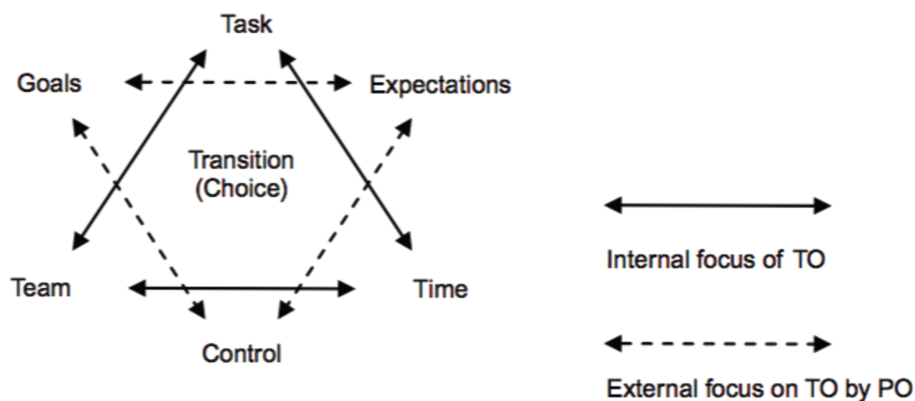 Task
Goals
Expectations
Transition
(Choice)
Internal focus of TO
Team
Time
Control
External focus on TO by PO